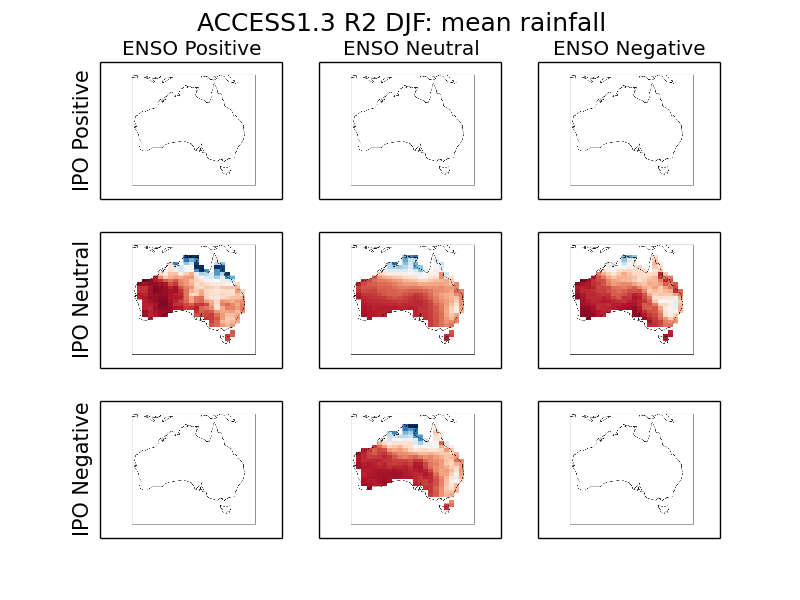 ACCESS1.3 R2 DJF: mean rainfall
ENSO Positive
ENSO Neutral
ENSO Negative
IPO Positive
IPO Neutral
IPO Negative